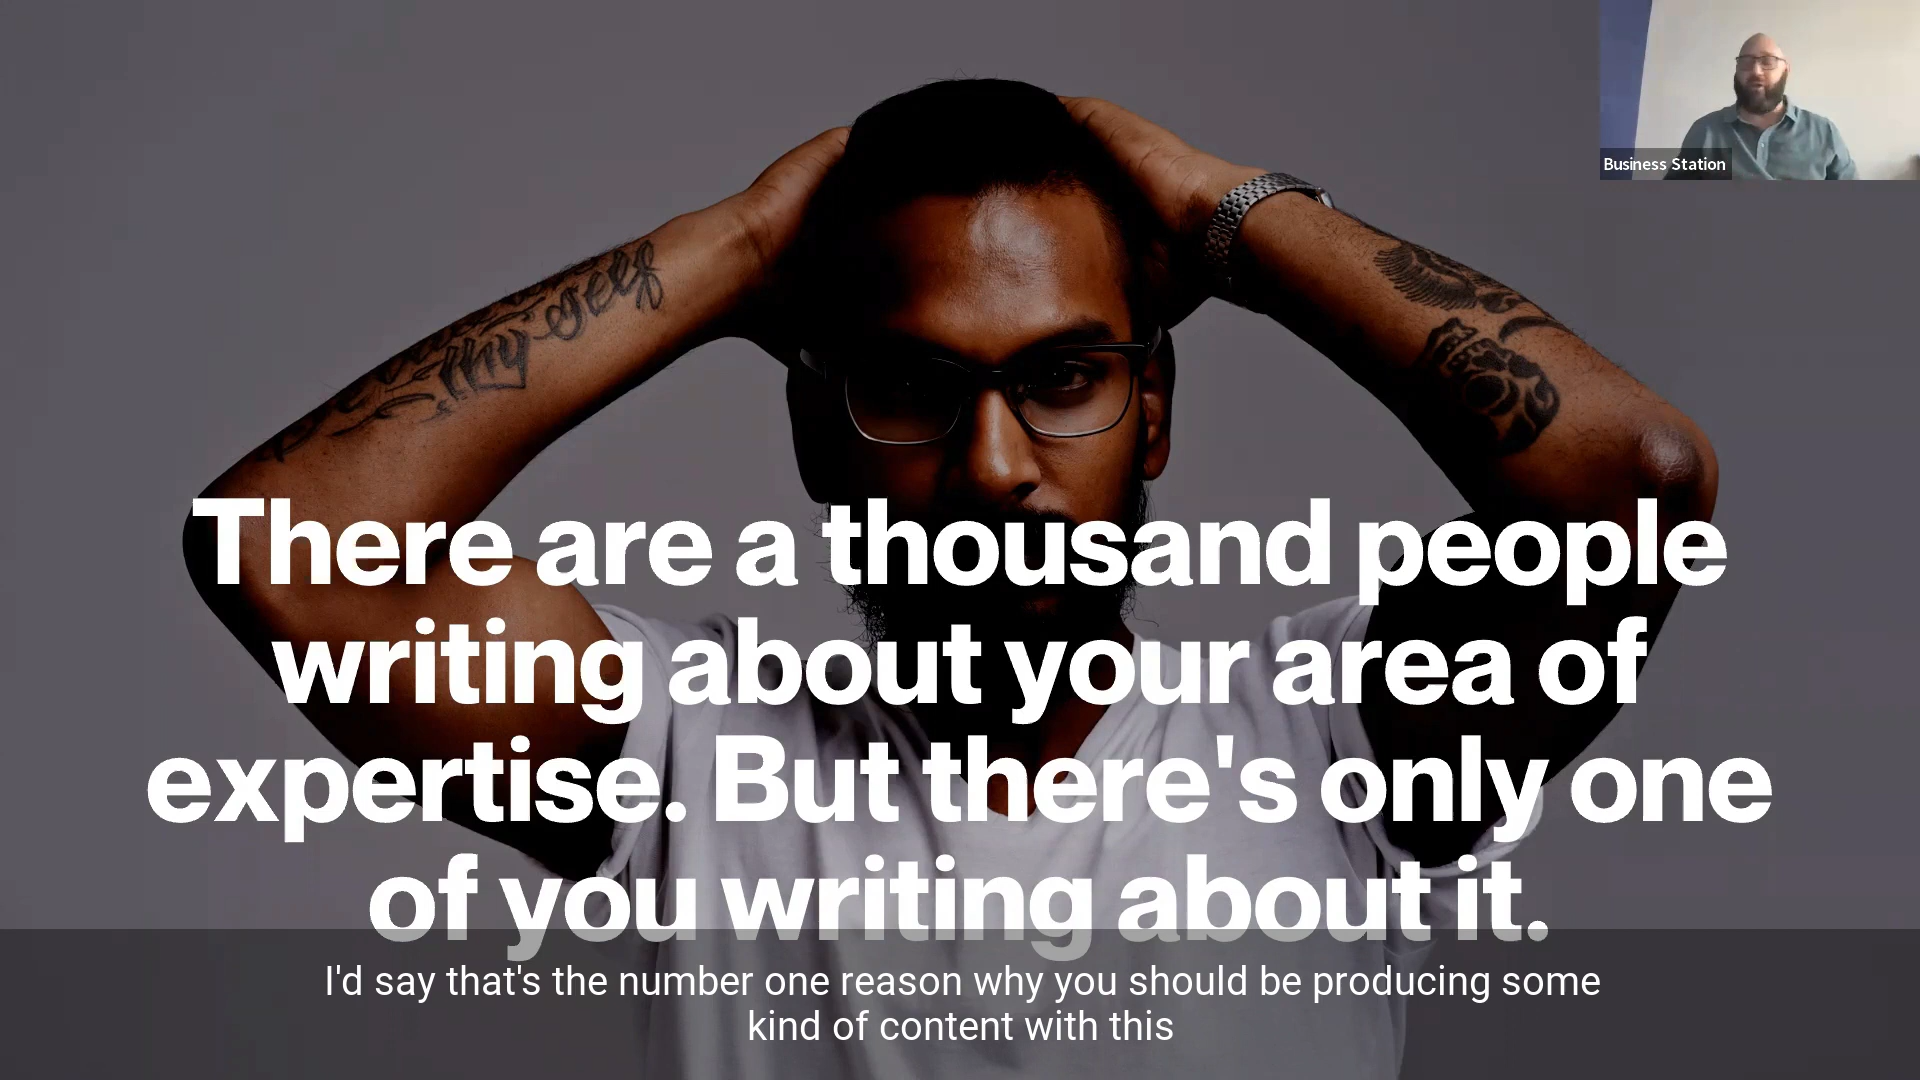 Business Station
thy self
There are a thousand people
writing about your area of
expertise. But there's only one
of you writing about it.
I'd say that's the number one reason why you should be producing some
kind of content with this